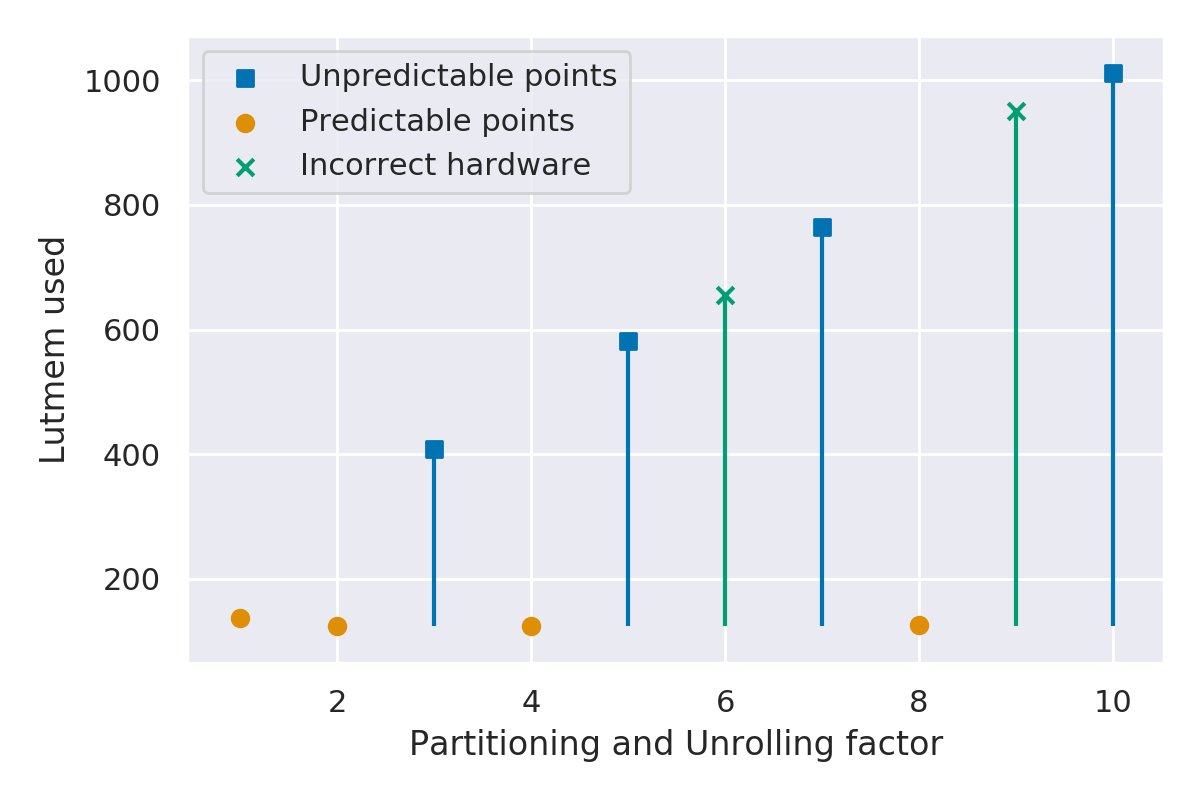 Unpredictable points
Predictable points
Incorrect hardware
1000
800
600
400
200
Lutmem used
2 4 6 8 10
Partitioning and Unrolling factor